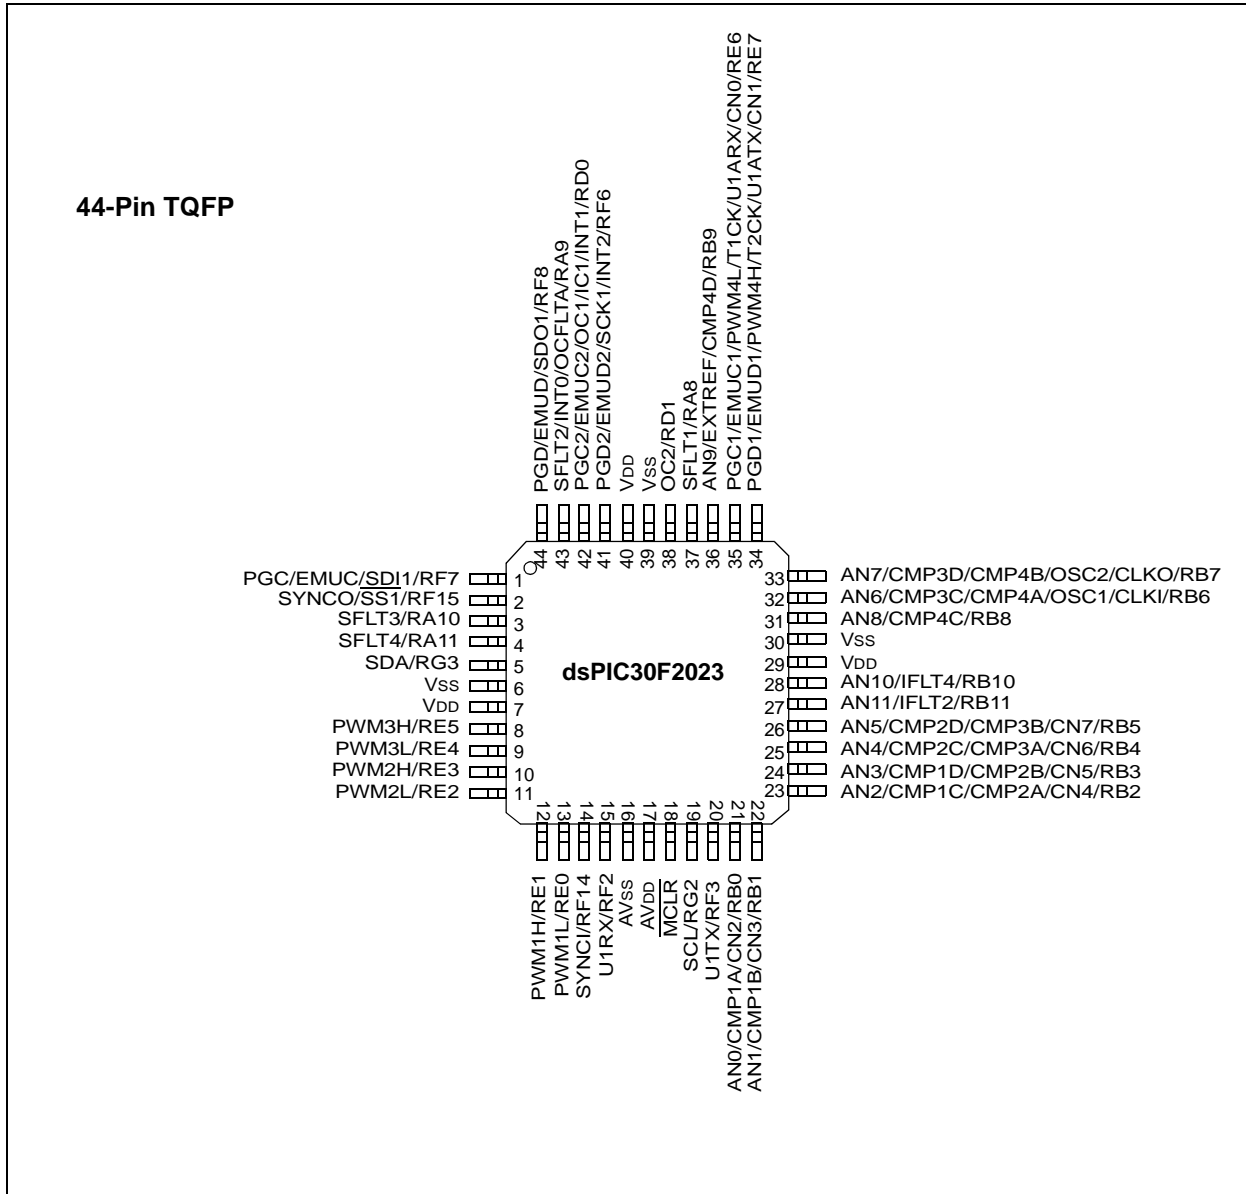 44-Pin TQFP
PGD/EMUD/SDO1/RF8
SFLT2/INT0/OCFLTA/RA9
PGC2/EMUC2/OC1/IC1/INT1/RD0
PGD2/EMUD2/SCK1/INT2/RF6
VDD
VSS
OC2/RD1
SFLT1/RA8
AN9/EXTREF/CMP4D/RB9
PGC1/EMUC1/PWM4L/T1CK/U1ARX/CN0/RE6
PGD1/EMUD1/PWM4H/T2CK/U1ATX/CN1/RE7
44
43
42
41
40
39
38
37
36
35
34
PGC/EMUC/SDI1/RF7 1
SYNCO/SS1/RF15 2
SFLT3/RA10 3
SFLT4/RA11 4
SDA/RG3 5
VSS 6
VDD 7
PWM3H/RE5 8
PWM3L/RE4 9
PWM2H/RE3 10
PWM2L/RE2 11
dsPIC30F2023
33 AN7/CMP3D/CMP4B/OSC2/CLKO/RB7
32 AN6/CMP3C/CMP4A/OSC1/CLKI/RB6
31 AN8/CMP4C/RB8
30 VSS
29 VDD
28 AN10/IFLT4/RB10
27 AN11/IFLT2/RB11
26 AN5/CMP2D/CMP3B/CN7/RB5
25 AN4/CMP2C/CMP3A/CN6/RB4
24 AN3/CMP1D/CMP2B/CN5/RB3
23 AN2/CMP1C/CMP2A/CN4/RB2
12
13
14
15
16
17
18
19
20
21
22
PWM1H/RE1
PWM1L/RE0
SYNCI/RF14
U1RX/RF2
AVSS
AVDD
MCLR
SCL/RG2
U1TX/RF3
AN0/CMP1A/CN2/RB0
AN1/CMP1B/CN3/RB1